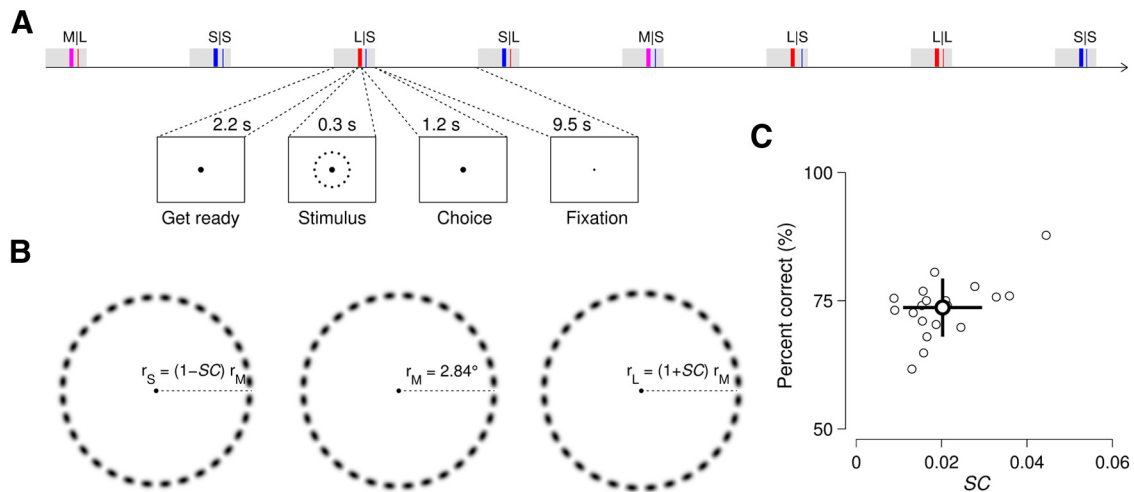 A
M|L S|S L|S S|L M|S L|S L|L S|S
2.2 s 0.3 s 1.2 s 9.5 s
Get ready Stimulus Choice Fixation
B
r_S = (1−SC) r_M
r_M = 2.84°
r_L = (1+SC) r_M
C
Percent correct (%)
100
75
50
0 0.02 0.04 0.06
SC